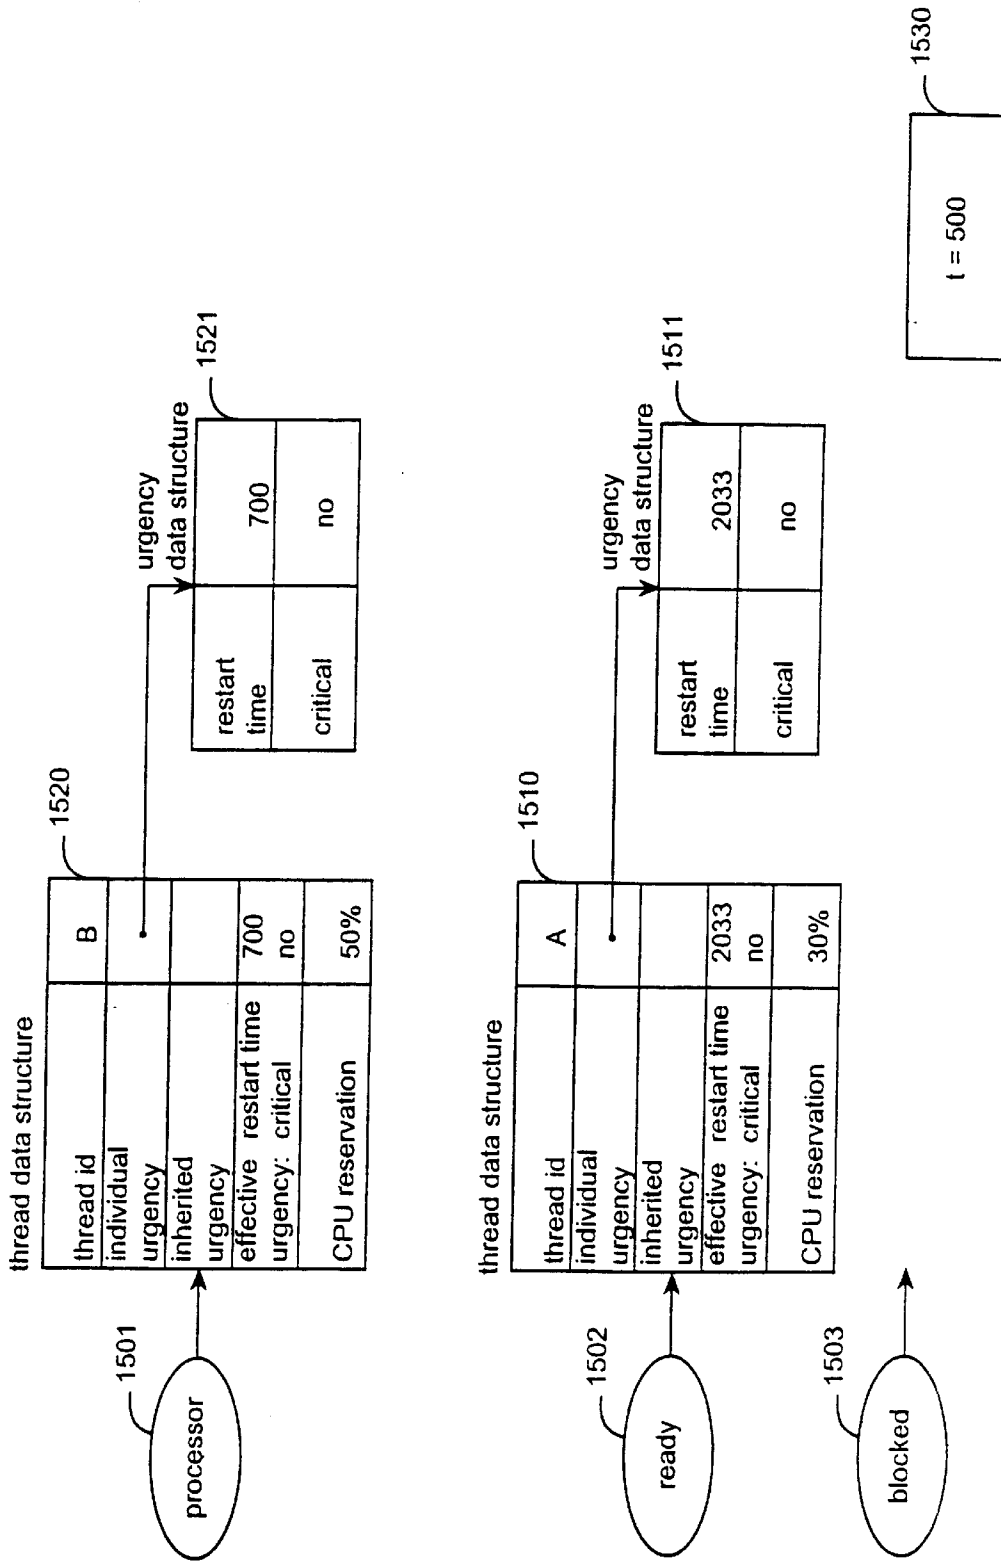 thread data structure
1501
processor
1520
thread id B
individual
urgency
inherited
urgency
effective restart time 700
urgency: critical no
CPU reservation 50%
urgency
data structure
1521
restart
time 700
critical no
thread data structure
1502
ready
1510
thread id A
individual
urgency
inherited
urgency
effective restart time 2033
urgency: critical no
CPU reservation 30%
urgency
data structure
1511
restart
time 2033
critical no
1503
blocked
1530
t = 500